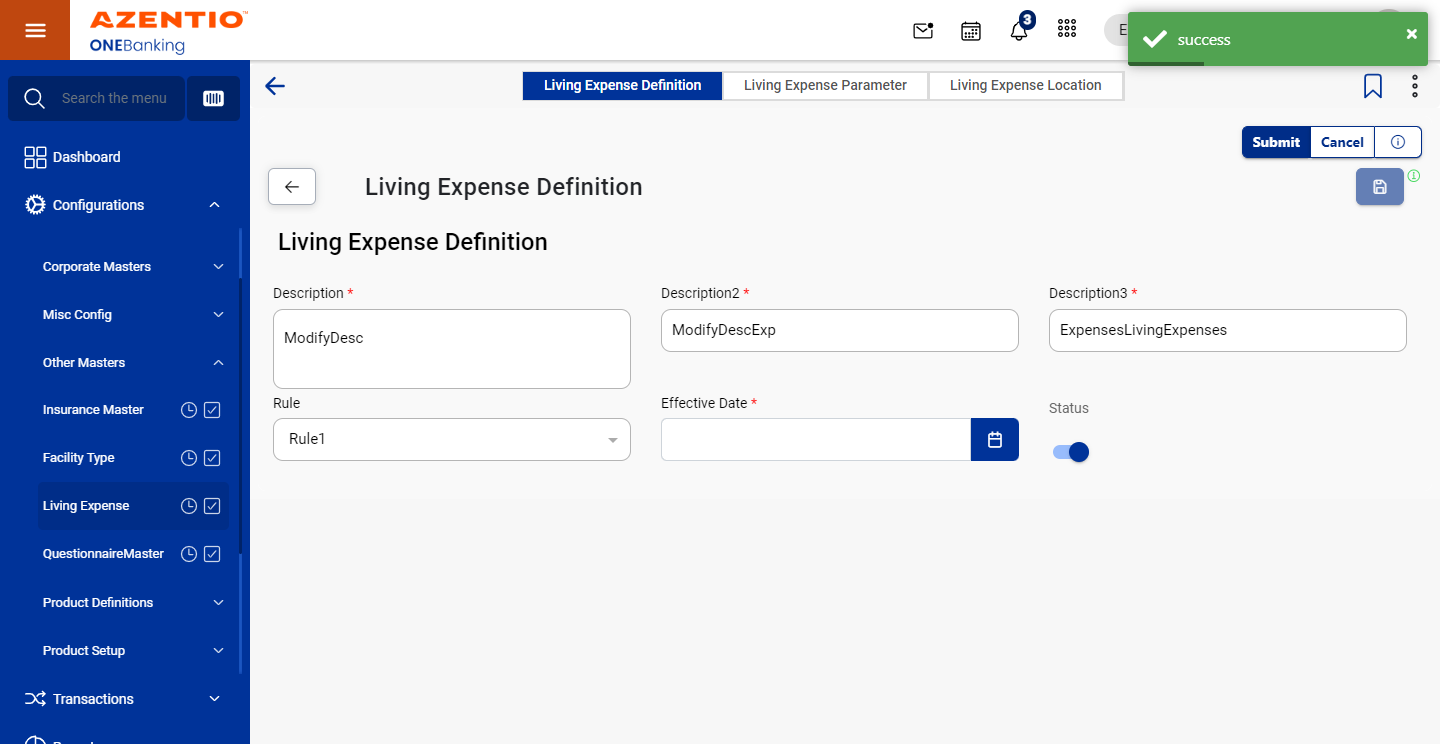 AZENTIO™
ONEBanking
3
E
success
Search the menu
Living Expense Definition
Living Expense Parameter
Living Expense Location
Dashboard
Submit
Cancel
Configurations
Living Expense Definition
Living Expense Definition
Corporate Masters
Misc Config
Other Masters
Insurance Master
Facility Type
Living Expense
QuestionnaireMaster
Product Definitions
Product Setup
Transactions
Description *
Description2 *
Description3 *
ModifyDesc
ModifyDescExp
ExpensesLivingExpenses
Rule
Effective Date *
Status
Rule1